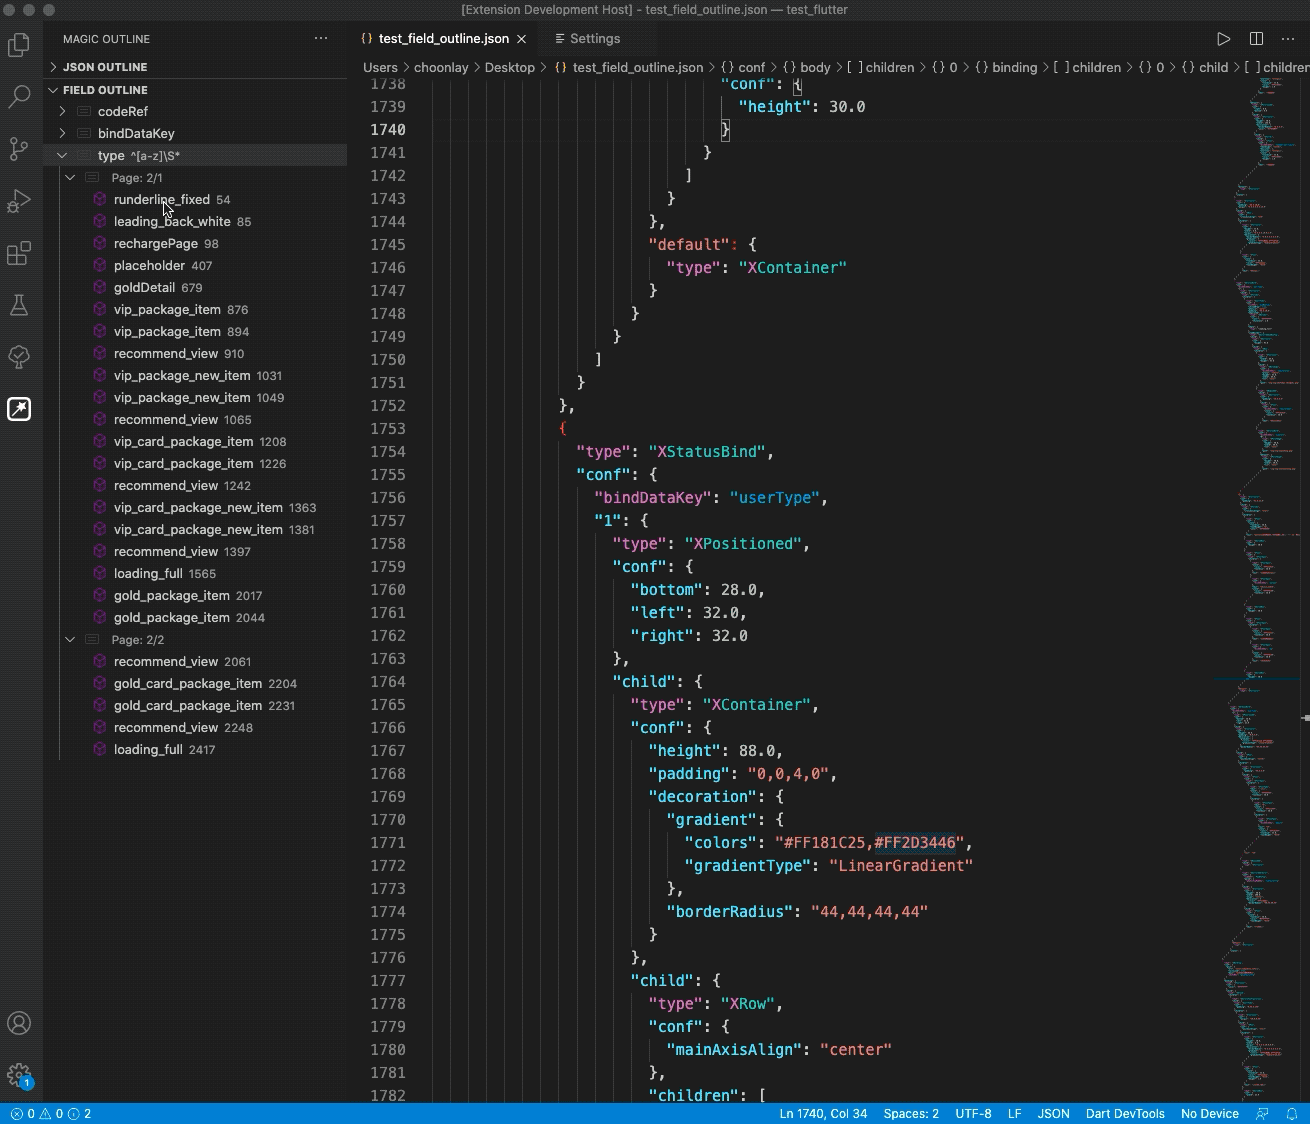 [Extension Development Host] - test_field_outline.json — test_flutter
MAGIC OUTLINE
JSON OUTLINE
FIELD OUTLINE
codeRef
bindDataKey
type ^[a-z]\S*
Page: 2/1
runderline_fixed 54
leading_back_white 85
rechargePage 98
placeholder 407
goldDetail 679
vip_package_item 876
vip_package_item 894
recommend_view 910
vip_package_new_item 1031
vip_package_new_item 1049
recommend_view 1065
vip_card_package_item 1208
vip_card_package_item 1226
recommend_view 1242
vip_card_package_new_item 1363
vip_card_package_new_item 1381
recommend_view 1397
loading_full 1565
gold_package_item 2017
gold_package_item 2044
Page: 2/2
recommend_view 2061
gold_card_package_item 2204
gold_card_package_item 2231
recommend_view 2248
loading_full 2417
{} test_field_outline.json Settings
Users > choonlay > Desktop > {} test_field_outline.json > {} conf > {} body > [ ] children > {} 0 > {} binding > [ ] children > {} 0 > {} child > [ ] children
1738 "conf": {
1739 "height": 30.0
1740 }
1741 }
1742 ]
1743 }
1744 },
1745 "default": {
1746 "type": "XContainer"
1747 }
1748 }
1749 }
1750 ]
1751 }
1752 },
1753 {
1754 "type": "XStatusBind",
1755 "conf": {
1756 "bindDataKey": "userType",
1757 "1": {
1758 "type": "XPositioned",
1759 "conf": {
1760 "bottom": 28.0,
1761 "left": 32.0,
1762 "right": 32.0
1763 },
1764 "child": {
1765 "type": "XContainer",
1766 "conf": {
1767 "height": 88.0,
1768 "padding": "0,0,4,0",
1769 "decoration": {
1770 "gradient": {
1771 "colors": "#FF181C25,#FF2D3446",
1772 "gradientType": "LinearGradient"
1773 },
1774 "borderRadius": "44,44,44,44"
1775 }
1776 },
1777 "child": {
1778 "type": "XRow",
1779 "conf": {
1780 "mainAxisAlign": "center"
1781 },
1782 "children": [
1
0 0 2
Ln 1740, Col 34 Spaces: 2 UTF-8 LF JSON Dart DevTools No Device